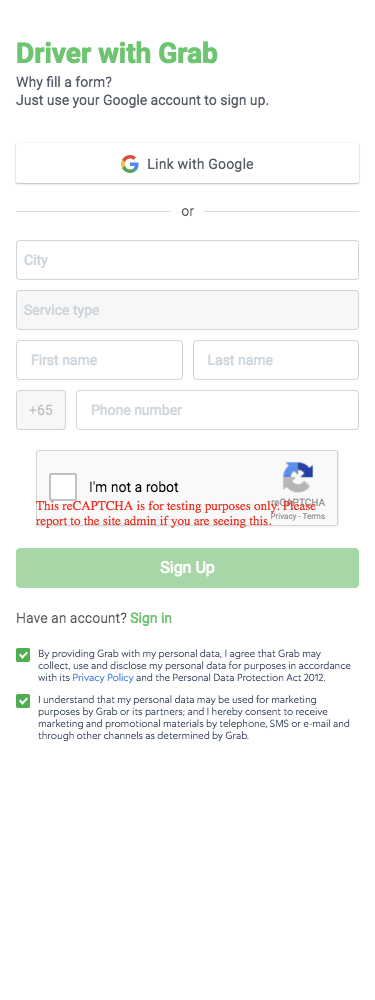 Driver with Grab
Why fill a form?
Just use your Google account to sign up.
Link with Google
or
City
Service type
First name
Last name
+65
Phone number
I'm not a robot
reCAPTCHA
This reCAPTCHA is for testing purposes only. Please
report to the site admin if you are seeing this.
Privacy - Terms
Sign Up
Have an account? Sign in
By providing Grab with my personal data, I agree that Grab may
collect, use and disclose my personal data for purposes in accordance
with its Privacy Policy and the Personal Data Protection Act 2012.
I understand that my personal data may be used for marketing
purposes by Grab or its partners; and I hereby consent to receive
marketing and promotional materials by telephone, SMS or e-mail and
through other channels as determined by Grab.